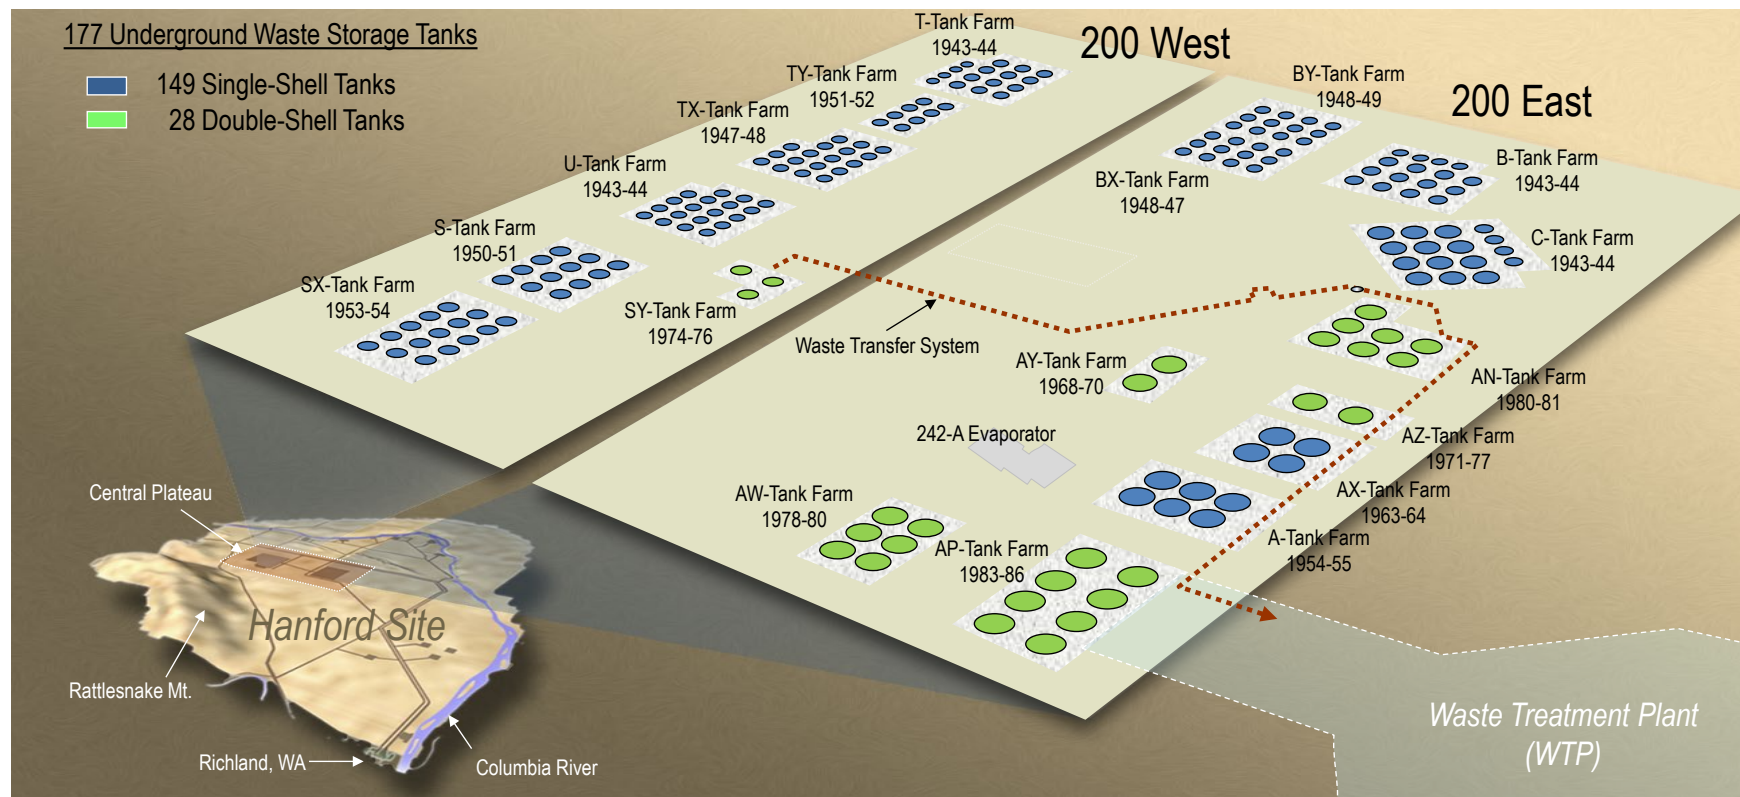 177 Underground Waste Storage Tanks
149 Single-Shell Tanks
28 Double-Shell Tanks
T-Tank Farm
1943-44
200 West
TY-Tank Farm
1951-52
TX-Tank Farm
1947-48
U-Tank Farm
1943-44
S-Tank Farm
1950-51
SX-Tank Farm
1953-54
SY-Tank Farm
1974-76
BY-Tank Farm
1948-49
200 East
BX-Tank Farm
1948-47
B-Tank Farm
1943-44
C-Tank Farm
1943-44
Waste Transfer System
AY-Tank Farm
1968-70
AN-Tank Farm
1980-81
AZ-Tank Farm
1971-77
242-A Evaporator
AX-Tank Farm
1963-64
AW-Tank Farm
1978-80
A-Tank Farm
1954-55
AP-Tank Farm
1983-86
Central Plateau
Hanford Site
Rattlesnake Mt.
Richland, WA
Columbia River
Waste Treatment Plant
(WTP)